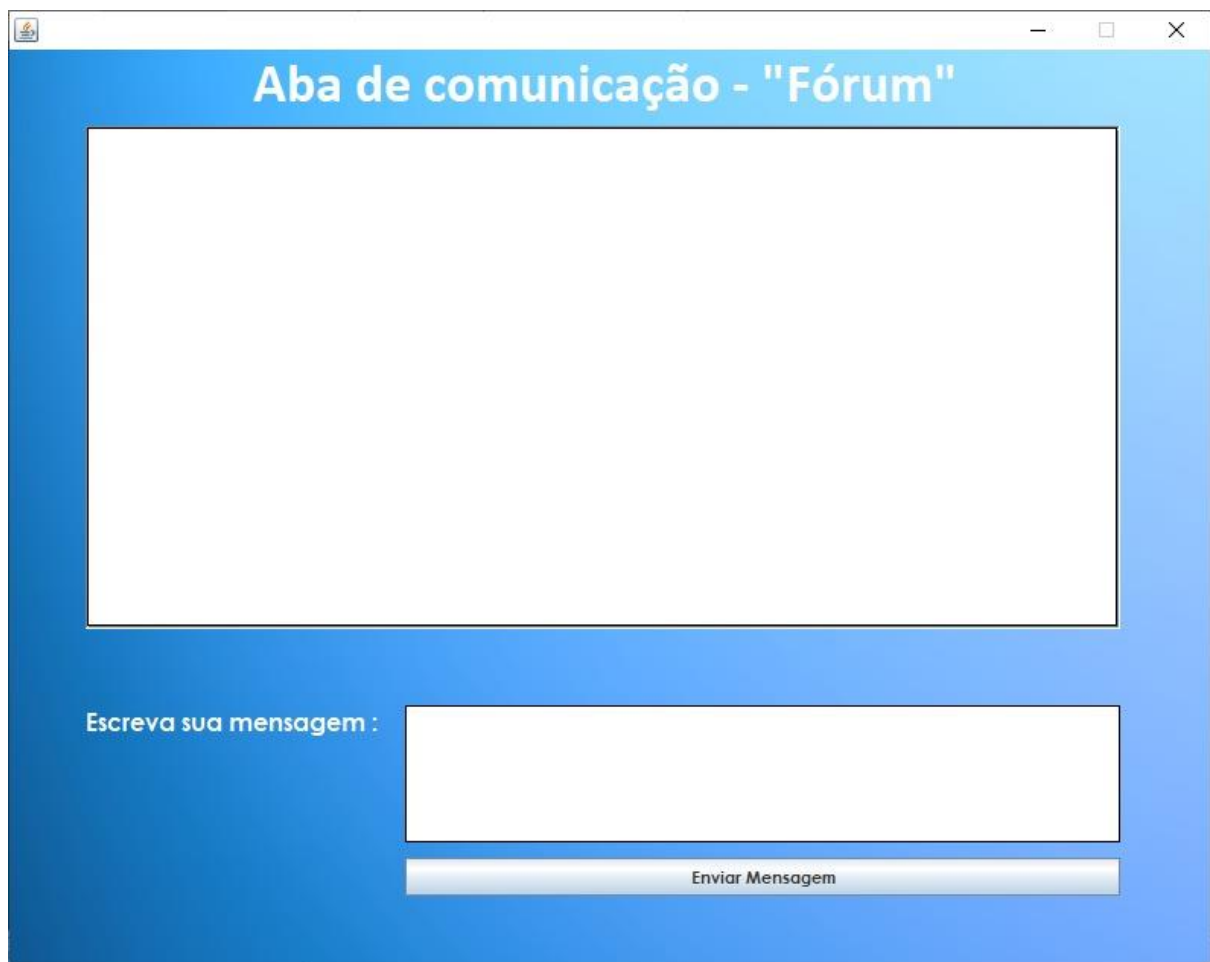 Aba de comunicação - "Fórum"
Escreva sua mensagem :
Enviar Mensagem